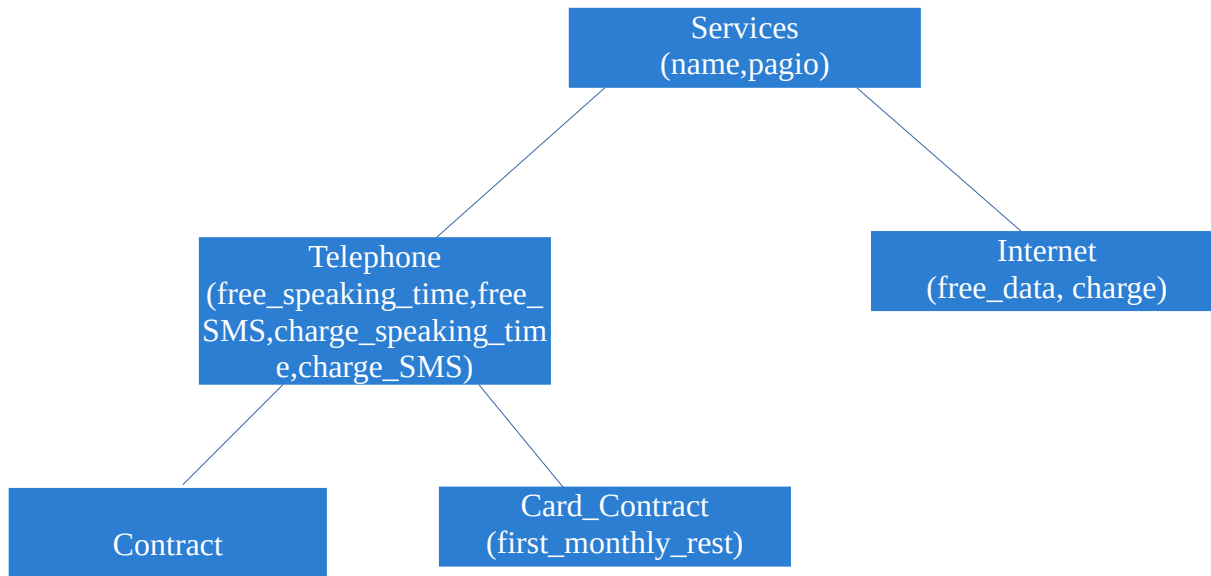 Services
(name,pagio)
Telephone
(free_speaking_time,free_
SMS,charge_speaking_tim
e,charge_SMS)
Internet
(free_data, charge)
Contract
Card_Contract
(first_monthly_rest)